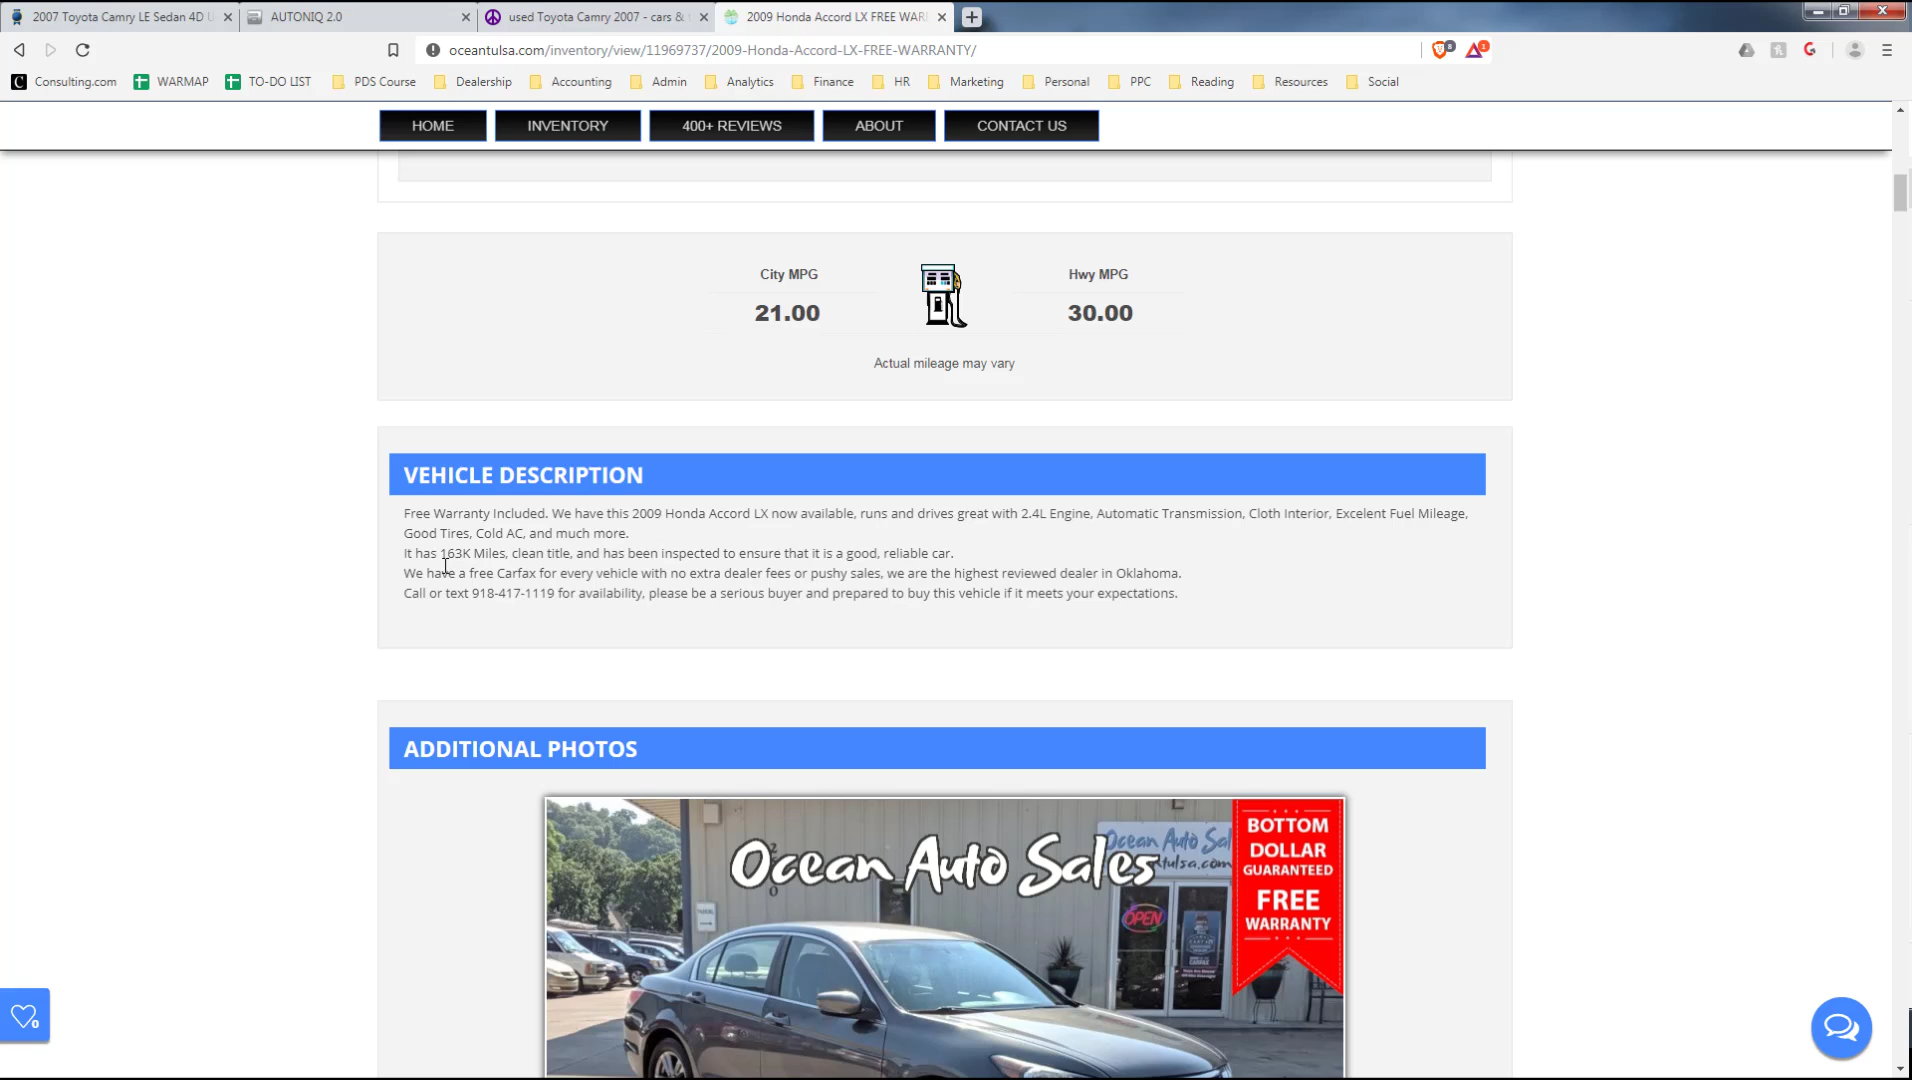 2007 Toyota Camry LE Sedan 4D U
AUTONIQ 2.0
used Toyota Camry 2007 - cars &
2009 Honda Accord LX FREE WAR
oceantulsa.com/inventory/view/11969737/2009-Honda-Accord-LX-FREE-WARRANTY/
8
1
Consulting.com WARMAP TO-DO LIST PDS Course Dealership Accounting Admin Analytics Finance HR Marketing Personal PPC Reading Resources Social
HOME INVENTORY 400+ REVIEWS ABOUT CONTACT US
City MPG Hwy MPG
21.00 30.00
Actual mileage may vary
VEHICLE DESCRIPTION
Free Warranty Included. We have this 2009 Honda Accord LX now available, runs and drives great with 2.4L Engine, Automatic Transmission, Cloth Interior, Excelent Fuel Mileage,
Good Tires, Cold AC, and much more.
It has 163K Miles, clean title, and has been inspected to ensure that it is a good, reliable car.
We have a free Carfax for every vehicle with no extra dealer fees or pushy sales, we are the highest reviewed dealer in Oklahoma.
Call or text 918-417-1119 for availability, please be a serious buyer and prepared to buy this vehicle if it meets your expectations.
ADDITIONAL PHOTOS
Ocean Auto Sales
BOTTOM
DOLLAR
GUARANTEED
FREE
WARRANTY
OPEN
0